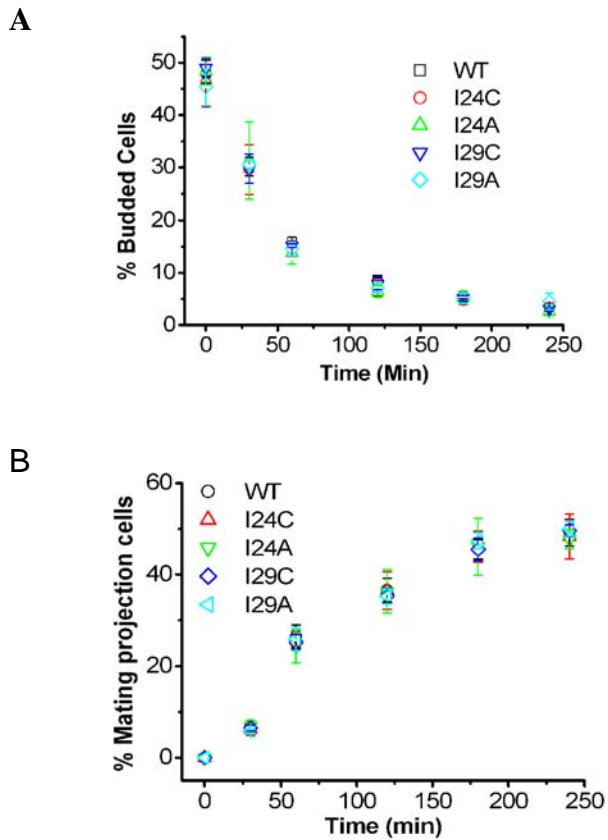 A
50
40
30
20
10
0
% Budded Cells
WT
I24C
I24A
I29C
I29A
0 50 100 150 200 250
Time (Min)
B
60
40
20
0
% Mating projection cells
WT
I24C
I24A
I29C
I29A
0 50 100 150 200 250
Time (min)